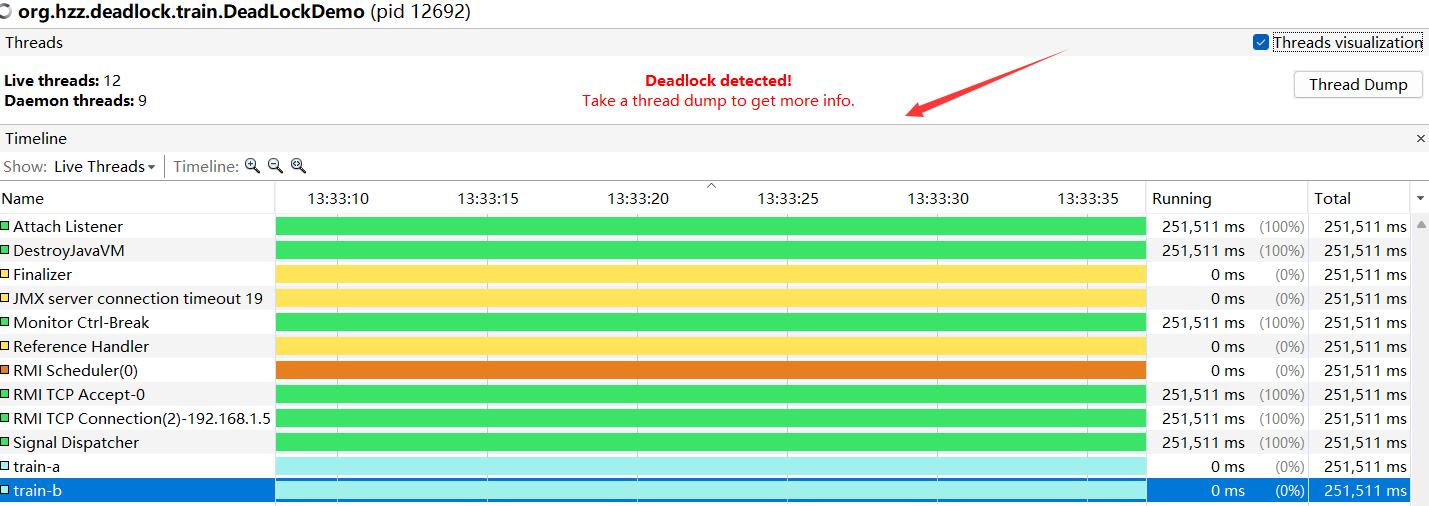 org.hzz.deadlock.train.DeadLockDemo (pid 12692)
Threads
Threads visualization
Live threads: 12
Daemon threads: 9
Deadlock detected!
Take a thread dump to get more info.
Thread Dump
Timeline
Show: Live Threads Timeline:
Name 13:33:10 13:33:15 13:33:20 13:33:25 13:33:30 13:33:35 Running Total
Attach Listener 251,511 ms (100%) 251,511 ms
DestroyJavaVM 251,511 ms (100%) 251,511 ms
Finalizer 0 ms (0%) 251,511 ms
JMX server connection timeout 19 0 ms (0%) 251,511 ms
Monitor Ctrl-Break 251,511 ms (100%) 251,511 ms
Reference Handler 0 ms (0%) 251,511 ms
RMI Scheduler(0) 0 ms (0%) 251,511 ms
RMI TCP Accept-0 251,511 ms (100%) 251,511 ms
RMI TCP Connection(2)-192.168.1.5 251,511 ms (100%) 251,511 ms
Signal Dispatcher 251,511 ms (100%) 251,511 ms
train-a 0 ms (0%) 251,511 ms
train-b 0 ms (0%) 251,511 ms